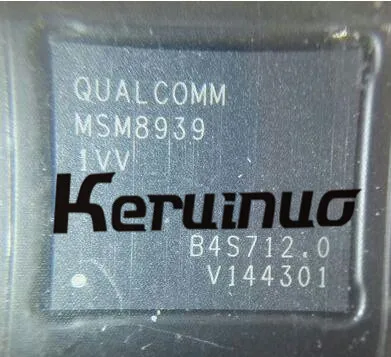 QUALCOMM
MSM8939
1VV
Keruinuo
B4S712.0
V144301